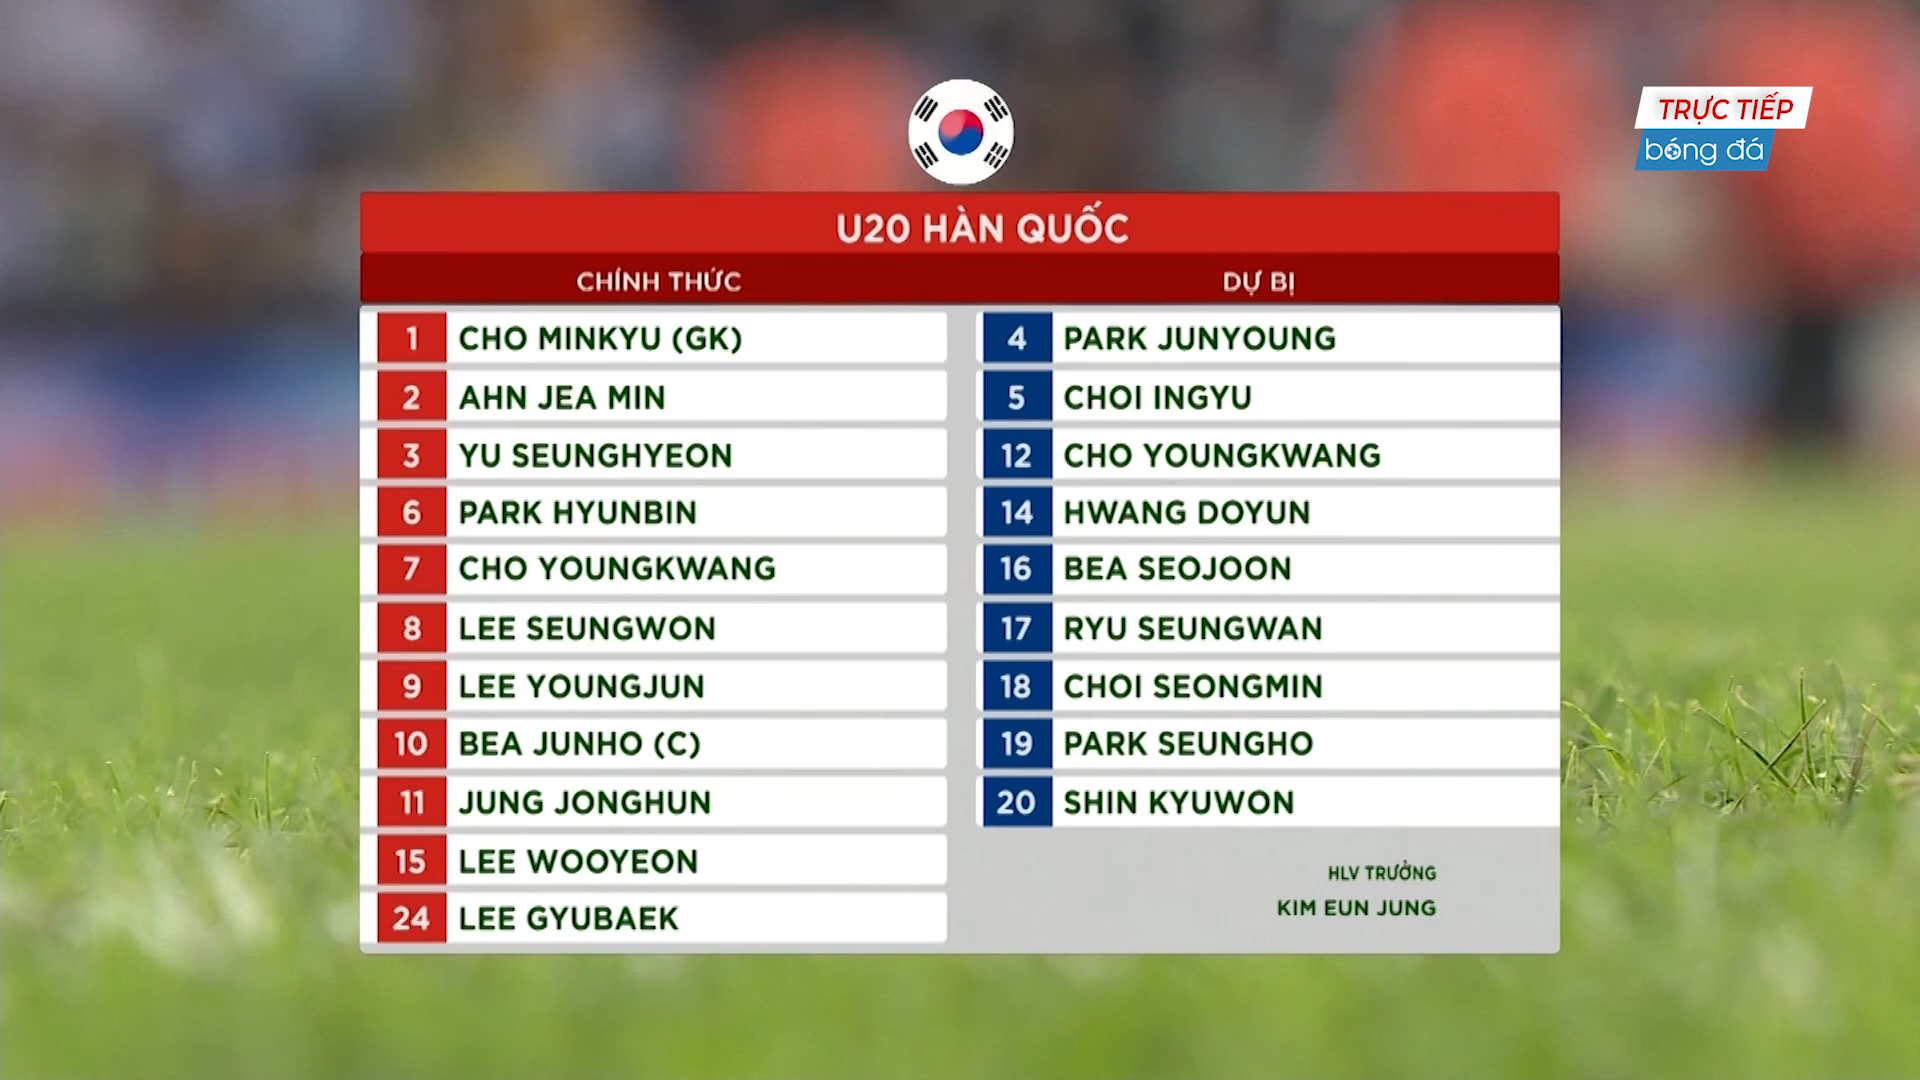 TRỰC TIẾP
bóng đá
U20 HÀN QUỐC
CHÍNH THỨC
1 CHO MINKYU (GK)
2 AHN JEA MIN
3 YU SEUNGHYEON
6 PARK HYUNBIN
7 CHO YOUNGKWANG
8 LEE SEUNGWON
9 LEE YOUNGJUN
10 BEA JUNHO (C)
11 JUNG JONGHUN
15 LEE WOOYEON
24 LEE GYUBAEK
DỰ BỊ
4 PARK JUNYOUNG
5 CHOI INGYU
12 CHO YOUNGKWANG
14 HWANG DOYUN
16 BEA SEOJOON
17 RYU SEUNGWAN
18 CHOI SEONGMIN
19 PARK SEUNGHO
20 SHIN KYUWON
HLV TRƯỞNG
KIM EUN JUNG